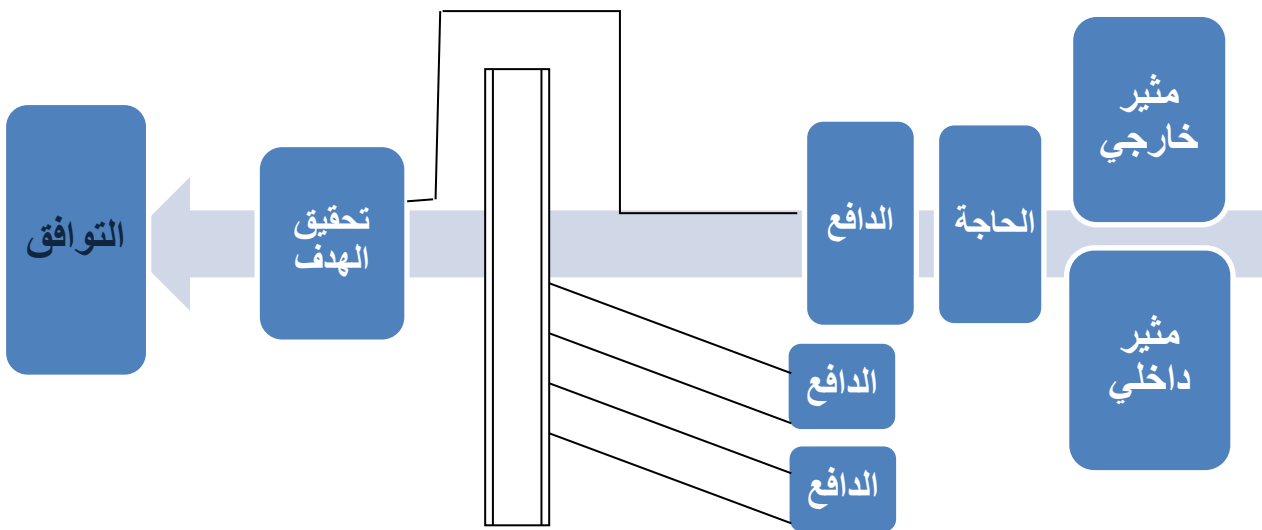 مثير
خارجي
مثير
داخلي
الحاجة
الدافع
الدافع
الدافع
تحقيق
الهدف
التوافق